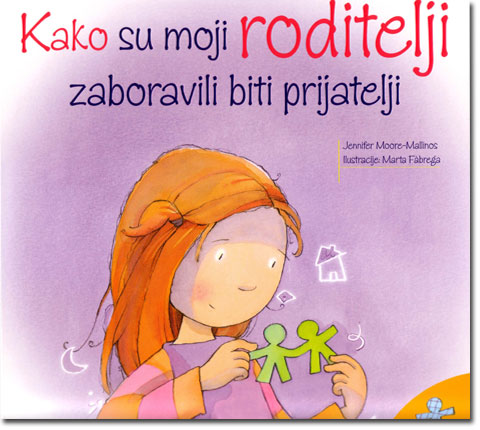 Kako su moji roditelji
zaboravili biti prijatelji
Jennifer Moore-Mallinos
Ilustracije: Marta Fàbrega